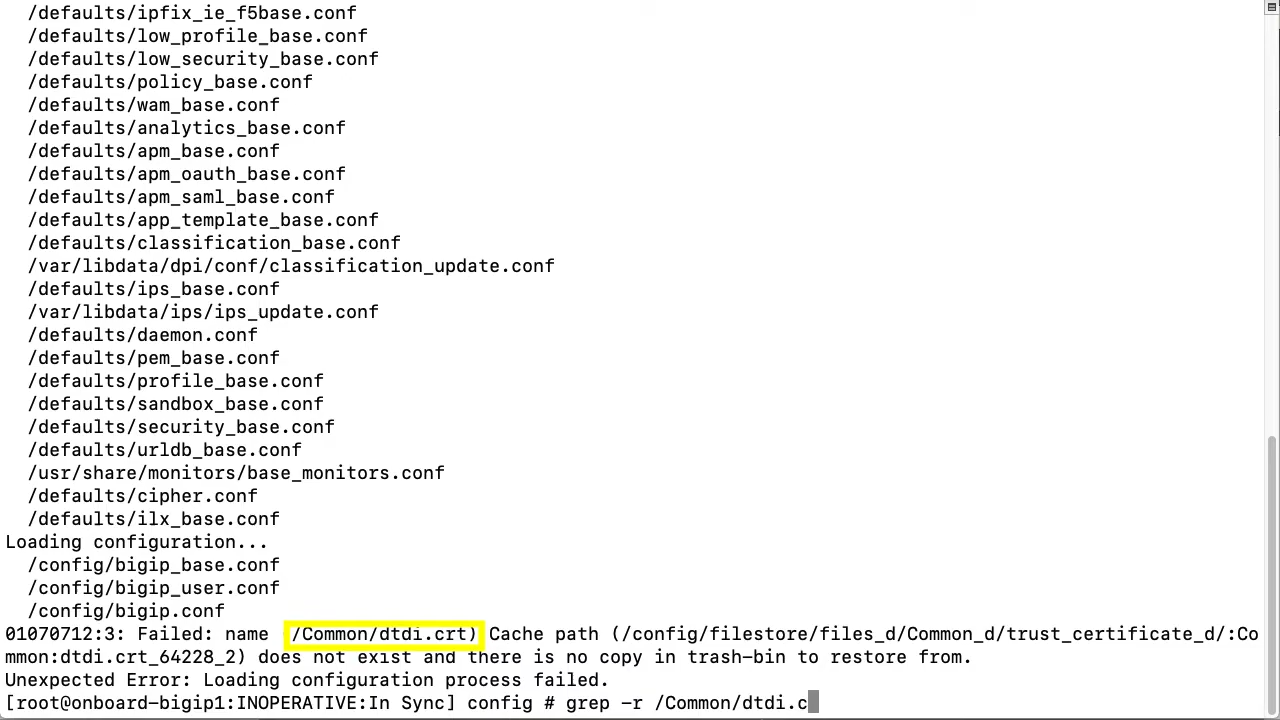 /defaults/ipfix_ie_f5base.conf
/defaults/low_profile_base.conf
/defaults/low_security_base.conf
/defaults/policy_base.conf
/defaults/wam_base.conf
/defaults/analytics_base.conf
/defaults/apm_base.conf
/defaults/apm_oauth_base.conf
/defaults/apm_saml_base.conf
/defaults/app_template_base.conf
/defaults/classification_base.conf
/var/libdata/dpi/conf/classification_update.conf
/defaults/ips_base.conf
/var/libdata/ips/ips_update.conf
/defaults/daemon.conf
/defaults/pem_base.conf
/defaults/profile_base.conf
/defaults/sandbox_base.conf
/defaults/security_base.conf
/defaults/urldb_base.conf
/usr/share/monitors/base_monitors.conf
/defaults/cipher.conf
/defaults/ilx_base.conf
Loading configuration...
/config/bigip_base.conf
/config/bigip_user.conf
/config/bigip.conf
01070712:3: Failed: name /Common/dtdi.crt) Cache path (/config/filestore/files_d/Common_d/trust_certificate_d/:Co
mmon:dtdi.crt_64228_2) does not exist and there is no copy in trash-bin to restore from.
Unexpected Error: Loading configuration process failed.
[root@onboard-bigip1:INOPERATIVE:In Sync] config # grep -r /Common/dtdi.c